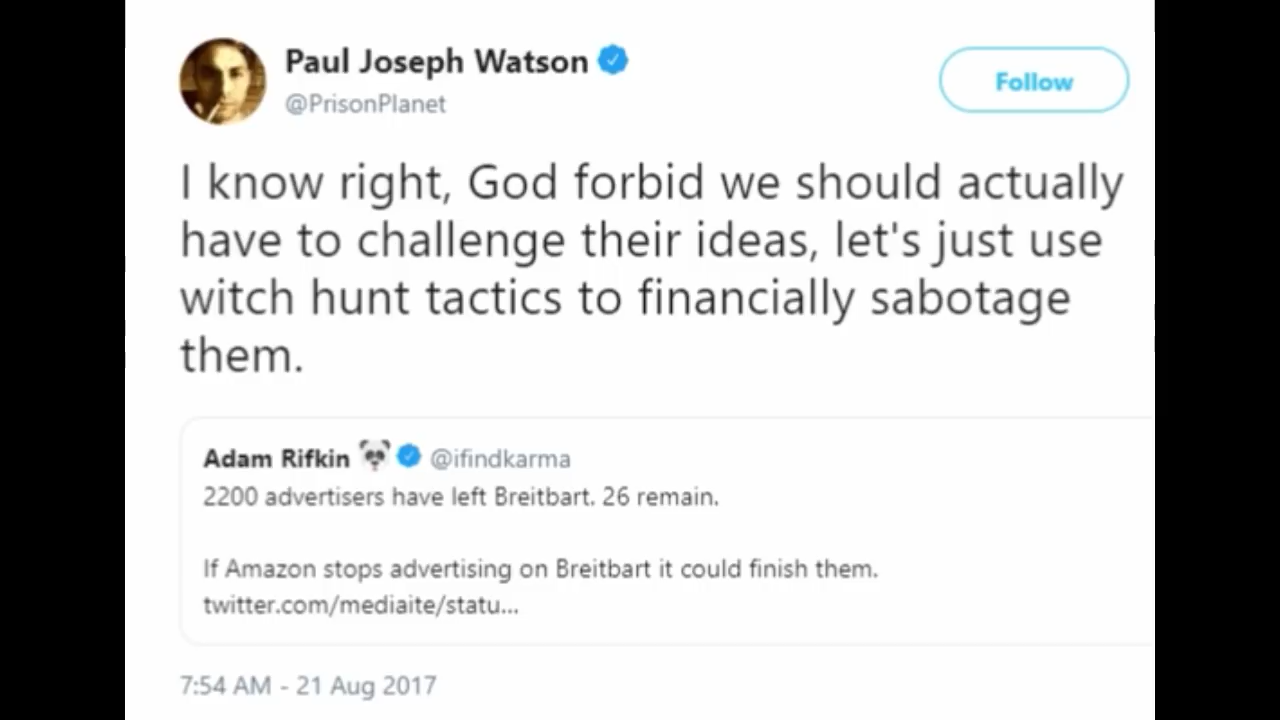 Paul Joseph Watson
@PrisonPlanet
Follow
I know right, God forbid we should actually
have to challenge their ideas, let's just use
witch hunt tactics to financially sabotage
them.
Adam Rifkin 🐼 @ifindkarma
2200 advertisers have left Breitbart. 26 remain.
If Amazon stops advertising on Breitbart it could finish them.
twitter.com/mediaite/statu...
7:54 AM - 21 Aug 2017